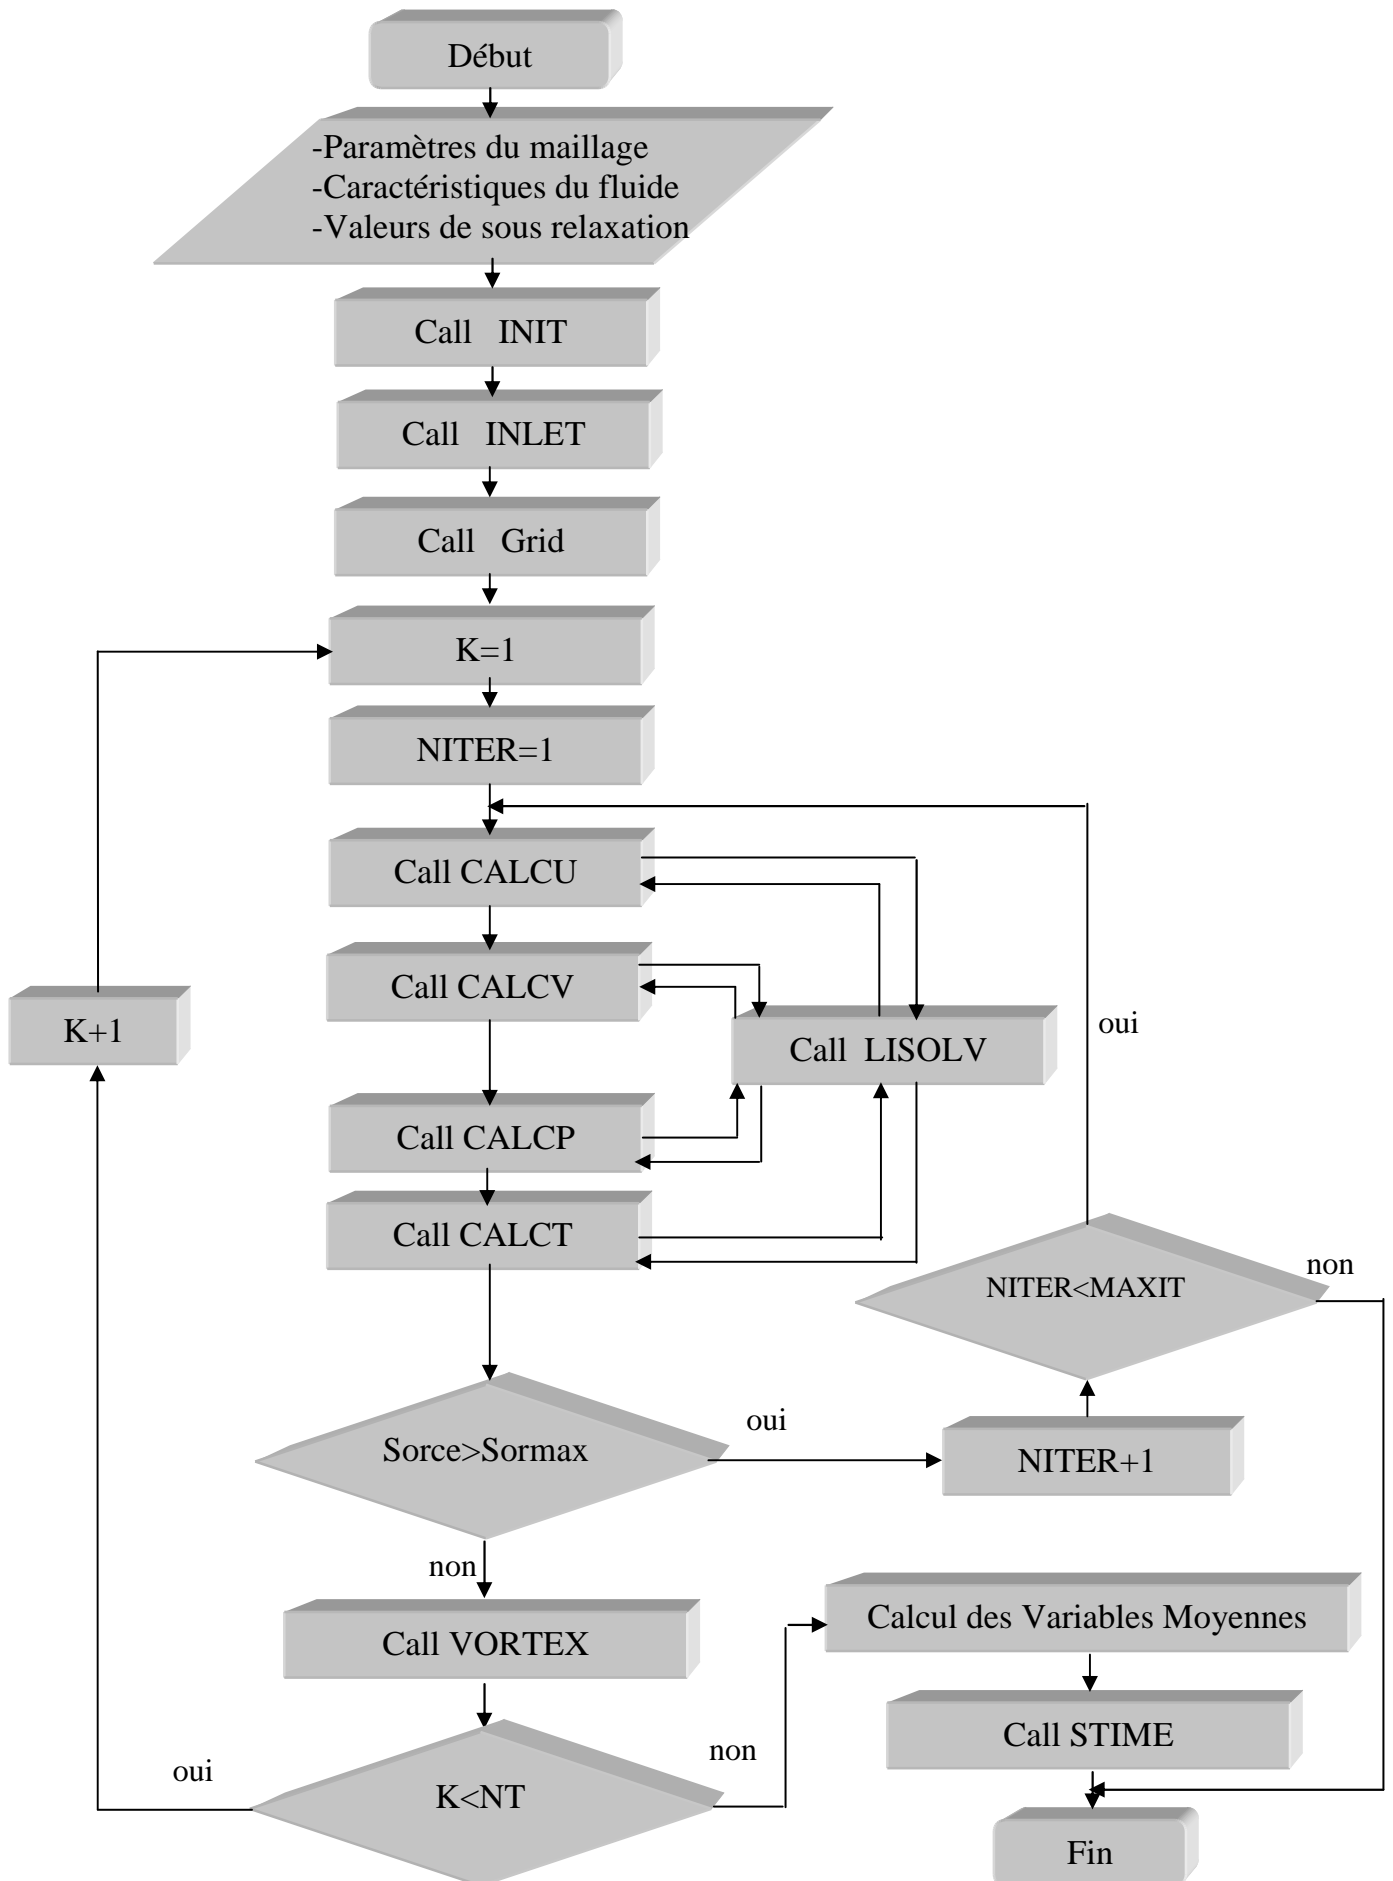 Début
-Paramètres du maillage
-Caractéristiques du fluide
-Valeurs de sous relaxation
Call INIT
Call INLET
Call Grid
K=1
NITER=1
Call CALCU
Call CALCV
K+1
Call LISOLV
oui
Call CALCP
Call CALCT
NITER<MAXIT
non
Sorce>Sormax
oui
NITER+1
non
Call VORTEX
Calcul des Variables Moyennes
Call STIME
oui
K<NT
non
Fin